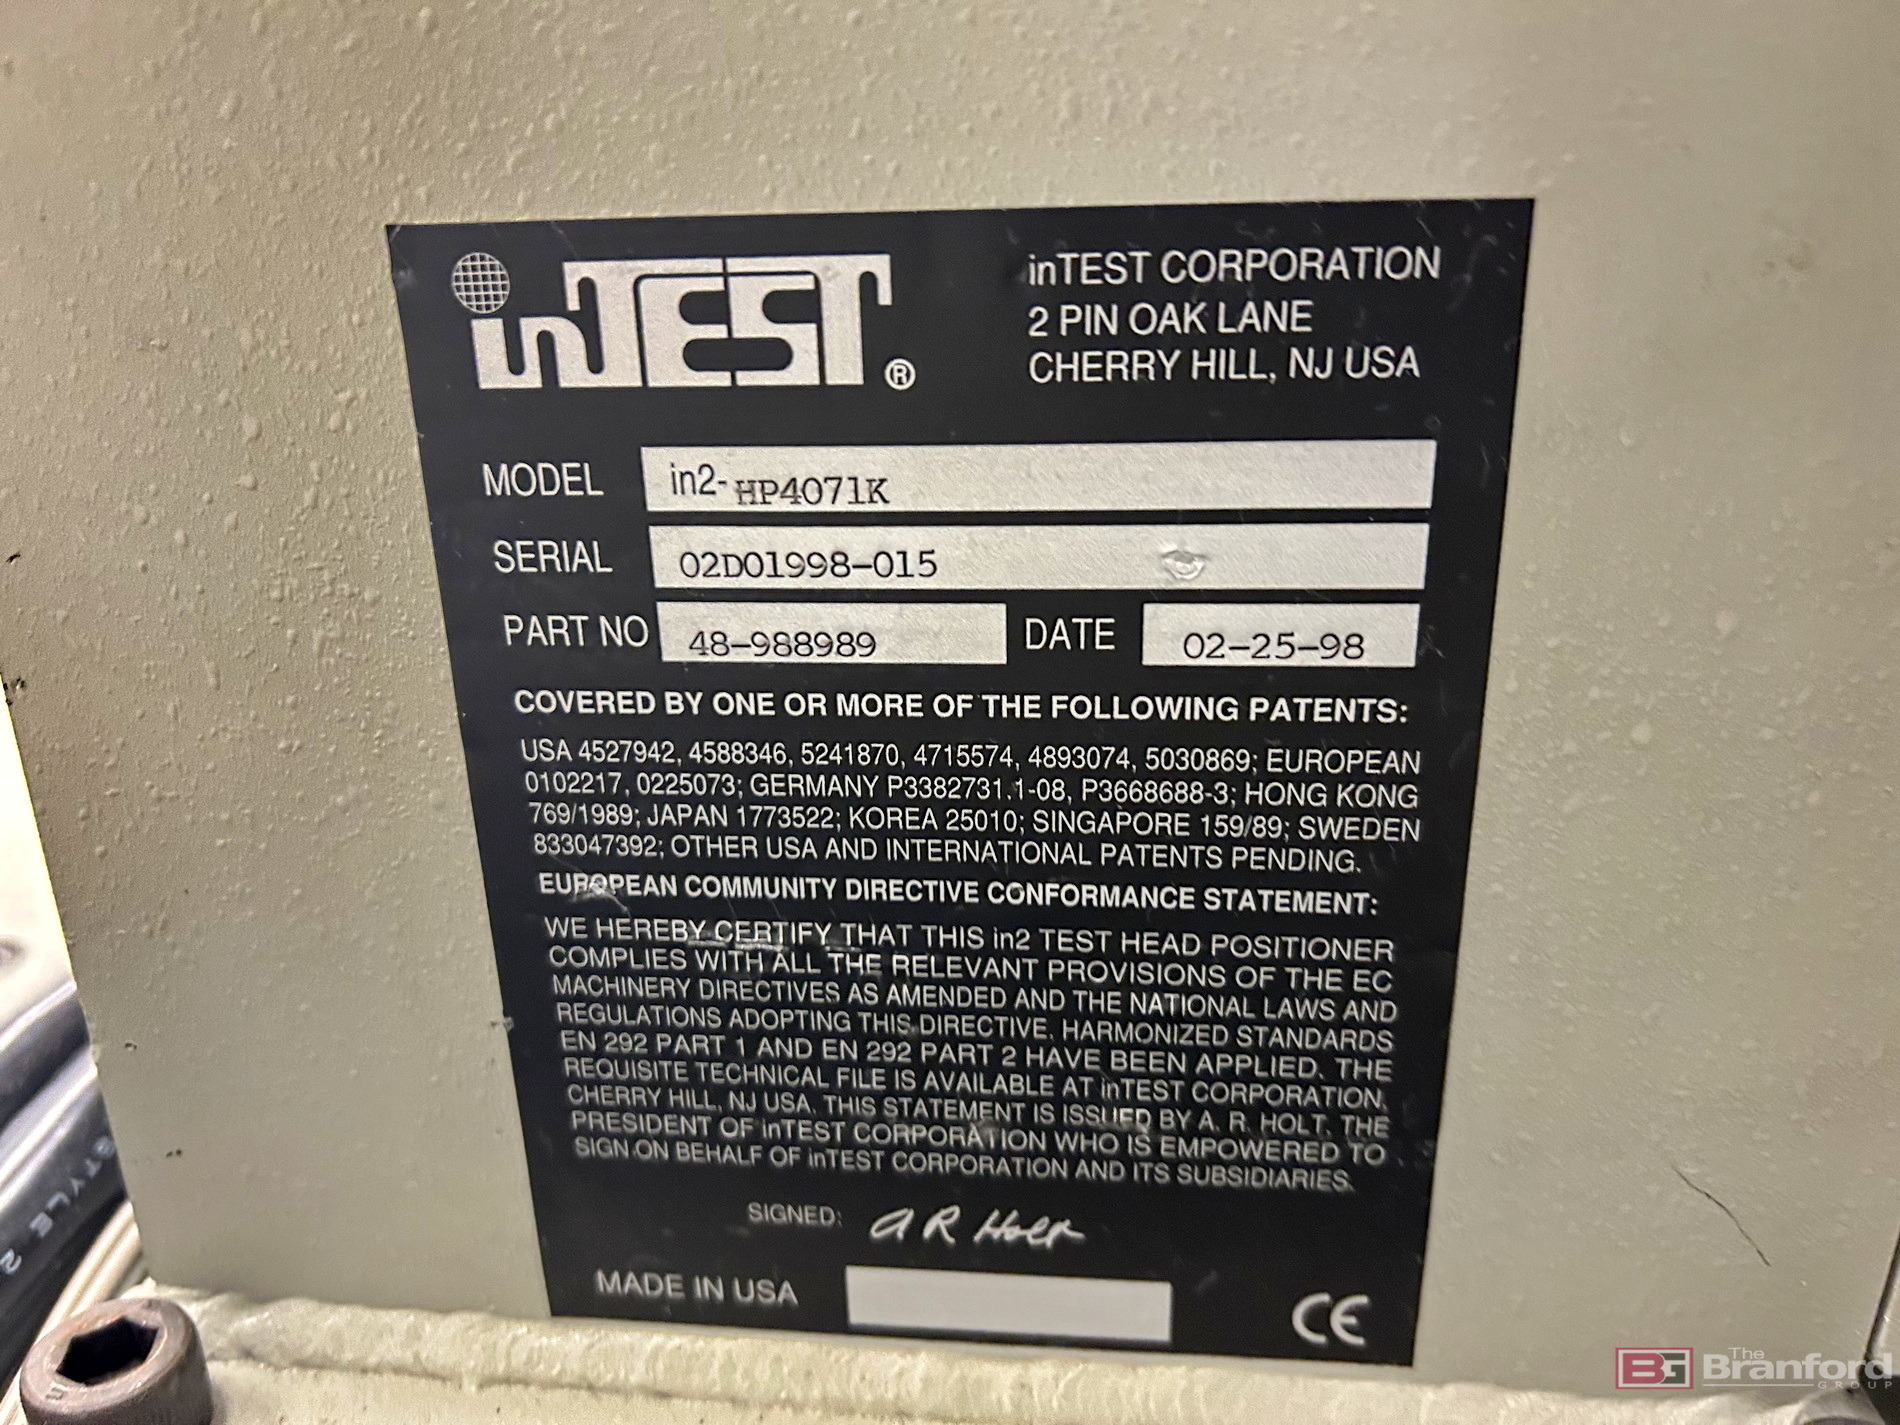 inTEST®
inTEST CORPORATION
2 PIN OAK LANE
CHERRY HILL, NJ USA
MODEL in2-HP4071K
SERIAL 02D01998-015
PART NO 48-988989 DATE 02-25-98
COVERED BY ONE OR MORE OF THE FOLLOWING PATENTS:
USA 4527942, 4588346, 5241870, 4715574, 4893074, 5030869; EUROPEAN
0102217, 0225073; GERMANY P3382731.1-08, P3668688-3; HONG KONG
769/1989; JAPAN 1773522; KOREA 25010; SINGAPORE 159/89; SWEDEN
833047392; OTHER USA AND INTERNATIONAL PATENTS PENDING.
EUROPEAN COMMUNITY DIRECTIVE CONFORMANCE STATEMENT:
WE HEREBY CERTIFY THAT THIS in2 TEST HEAD POSITIONER
COMPLIES WITH ALL THE RELEVANT PROVISIONS OF THE EC
MACHINERY DIRECTIVES AS AMENDED AND THE NATIONAL LAWS AND
REGULATIONS ADOPTING THIS DIRECTIVE. HARMONIZED STANDARDS
EN 292 PART 1 AND EN 292 PART 2 HAVE BEEN APPLIED. THE
REQUISITE TECHNICAL FILE IS AVAILABLE AT inTEST CORPORATION,
CHERRY HILL, NJ USA. THIS STATEMENT IS ISSUED BY A. R. HOLT, THE
PRESIDENT OF inTEST CORPORATION WHO IS EMPOWERED TO
SIGN ON BEHALF OF inTEST CORPORATION AND ITS SUBSIDIARIES.
SIGNED: A R Holt
MADE IN USA
CE
STYLE 2
BG The Branford GROUP